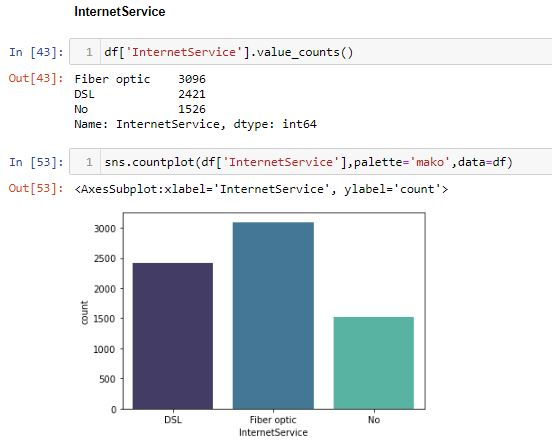 InternetService
In [43]: 1 df['InternetService'].value_counts()
Out[43]: Fiber optic 3096
DSL 2421
No 1526
Name: InternetService, dtype: int64
In [53]: 1 sns.countplot(df['InternetService'],palette='mako',data=df)
Out[53]: <AxesSubplot:xlabel='InternetService', ylabel='count'>
3000
2500
2000
1500
1000
500
0
count
DSL Fiber optic No
InternetService